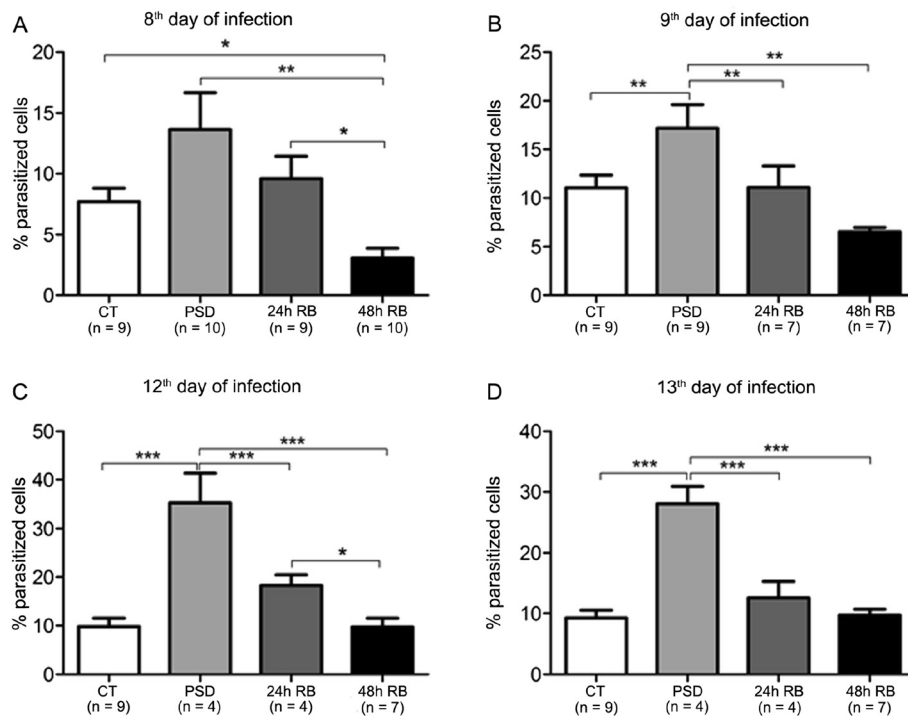 A
8th day of infection
*
**
*
% parasitized cells
20
15
10
5
0
CT PSD 24h RB 48h RB
(n = 9) (n = 10) (n = 9) (n = 10)
B
9th day of infection
**
** **
% parasitized cells
25
20
15
10
5
0
CT PSD 24h RB 48h RB
(n = 9) (n = 9) (n = 7) (n = 7)
C
12th day of infection
***
*** ***
*
% parasitized cells
50
40
30
20
10
0
CT PSD 24h RB 48h RB
(n = 9) (n = 4) (n = 4) (n = 7)
D
13th day of infection
***
*** ***
% parasitized cells
40
30
20
10
0
CT PSD 24h RB 48h RB
(n = 9) (n = 4) (n = 4) (n = 7)